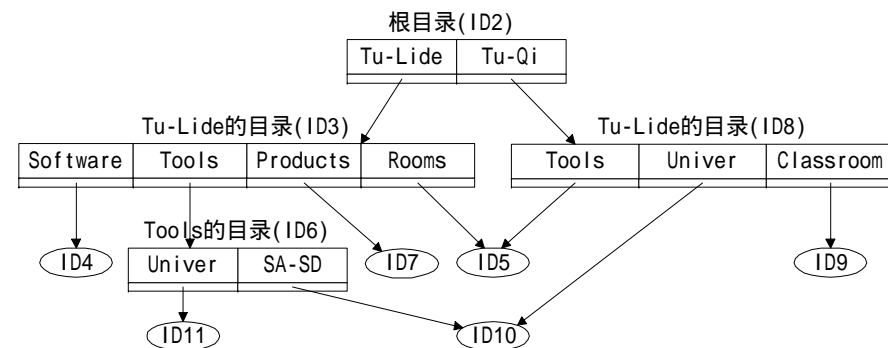 根目录(ID2)
Tu-Lide Tu-Qi
Tu-Lide的目录(ID3) Tu-Lide的目录(ID8)
Software Tools Products Rooms Tools Univer Classroom
Tools的目录(ID6)
ID4 Univer SA-SD ID7 ID5 ID9
ID11 ID10